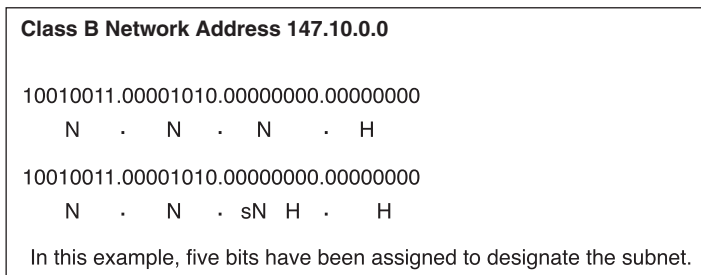 Class B Network Address 147.10.0.0
10010011.00001010.00000000.00000000
N . N . N . H
10010011.00001010.00000000.00000000
N . N . sN H . H
In this example, five bits have been assigned to designate the subnet.